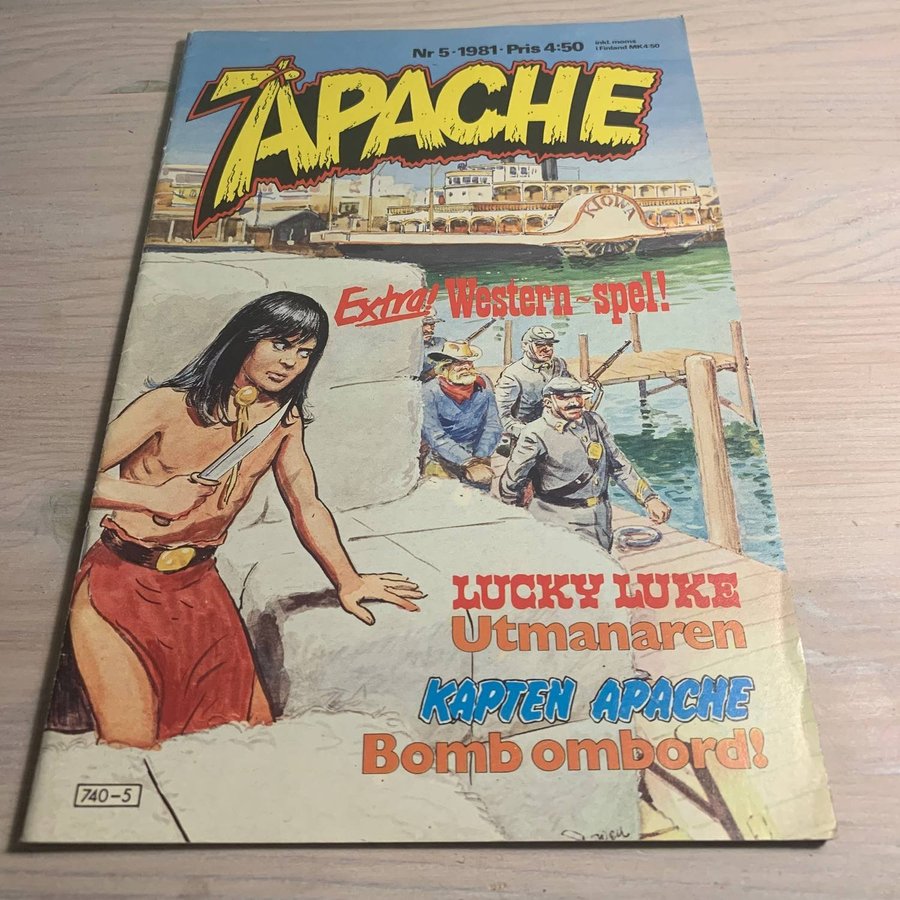 Nr 5 · 1981 · Pris 4:50
inkl. moms
i Finland MK4:50
APACHE
KIOWA
Extra! Western-spel!
LUCKY LUKE
Utmanaren
KAPTEN APACHE
Bomb ombord!
740-5